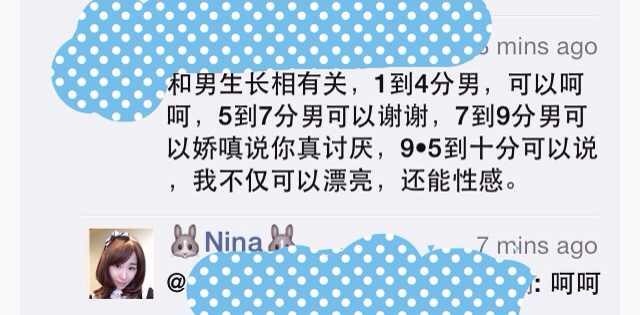 mins ago
和男生长相有关，1到4分男，可以呵
呵，5到7分男可以谢谢，7到9分男可
以娇嗔说你真讨厌，9•5到十分可以说
，我不仅可以漂亮，还能性感。
🐰Nina🐰 7 mins ago
@ : 呵呵